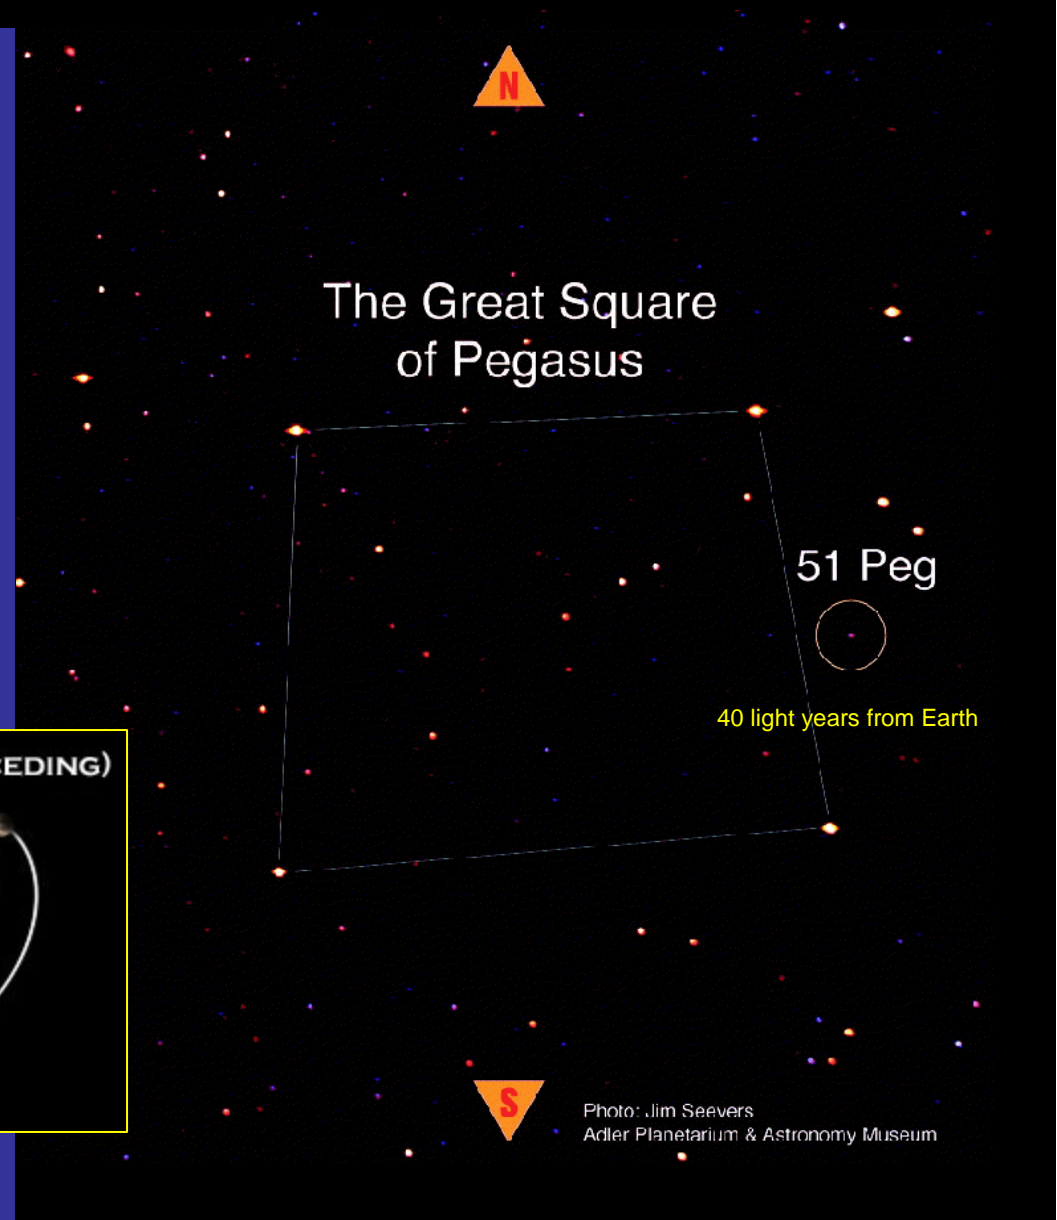 N
The Great Square
of Pegasus
51 Peg
40 light years from Earth
EDING)
S
Photo: Jim Seevers
Adler Planetarium & Astronomy Museum